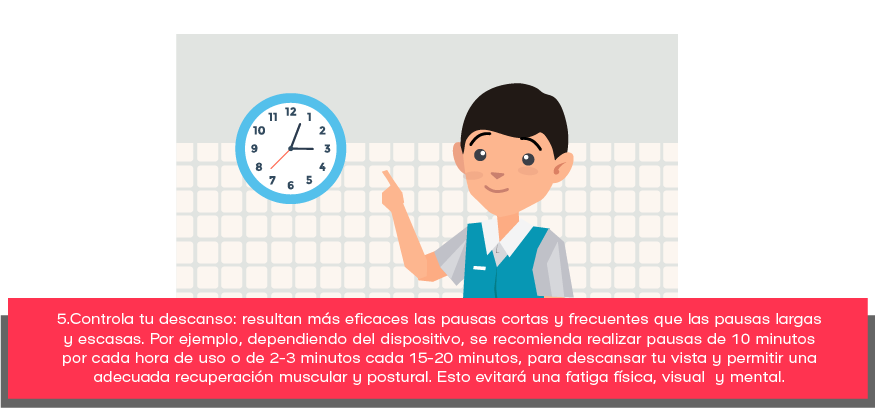 12
11 1
10 2
9 3
8 4
7 5
6
5.Controla tu descanso: resultan más eficaces las pausas cortas y frecuentes que las pausas largas
y escasas. Por ejemplo, dependiendo del dispositivo, se recomienda realizar pausas de 10 minutos
por cada hora de uso o de 2-3 minutos cada 15-20 minutos, para descansar tu vista y permitir una
adecuada recuperación muscular y postural. Esto evitará una fatiga física, visual y mental.